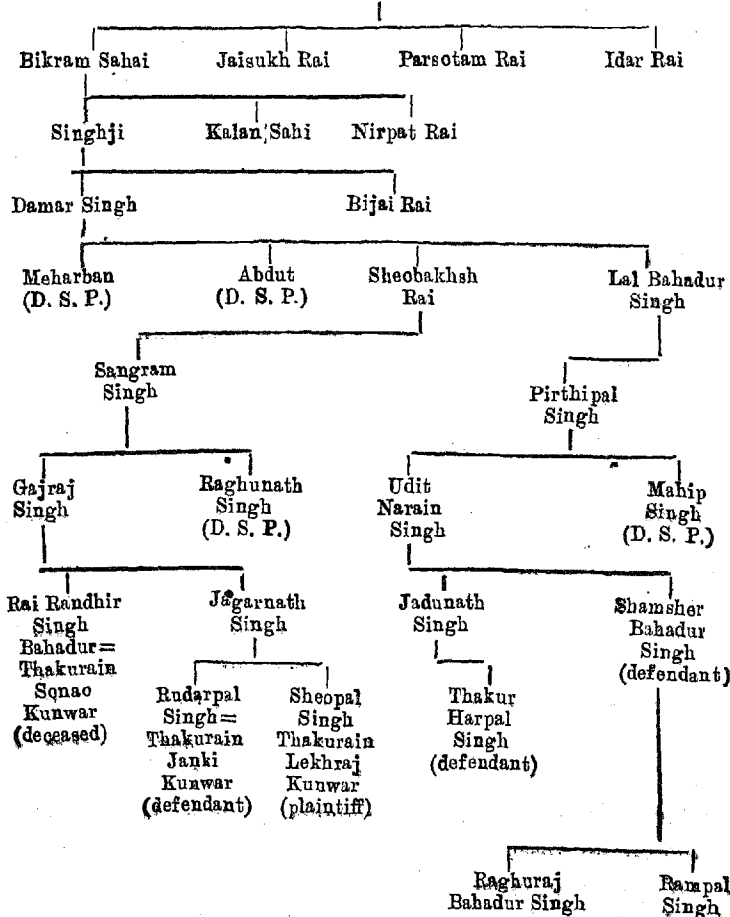 Bikram Sahai Jaisukh Rai Parsotam Rai Idar Rai
Singhji Kalan Sahi Nirpat Rai
Damar Singh Bijai Rai
Meharban
(D. S. P.)
Abdut
(D. S. P.)
Sheobakhsh
Rai
Lal Bahadur
Singh
Sangram
Singh
Pirthipal
Singh
Gajraj
Singh
Raghunath
Singh
(D. S. P.)
Udit
Narain
Singh
Mahip
Singh
(D. S. P.)
Rai Randhir
Singh
Bahadur=
Thakurain
Sonao
Kunwar
(deceased)
Jagarnath
Singh
Jadunath
Singh
Shamsher
Bahadur
Singh
(defendant)
Rudarpal
Singh=
Thakurain
Janki
Kunwar
(defendant)
Sheopal
Singh
Thakurain
Lekhraj
Kunwar
(plaintiff)
Thakur
Harpal
Singh
(defendant)
Raghuraj
Bahadur Singh
Rampal
Singh